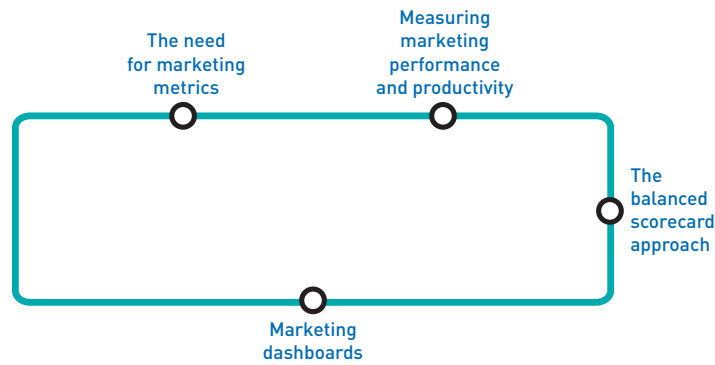 The need
for marketing
metrics
Measuring
marketing
performance
and productivity
The
balanced
scorecard
approach
Marketing
dashboards